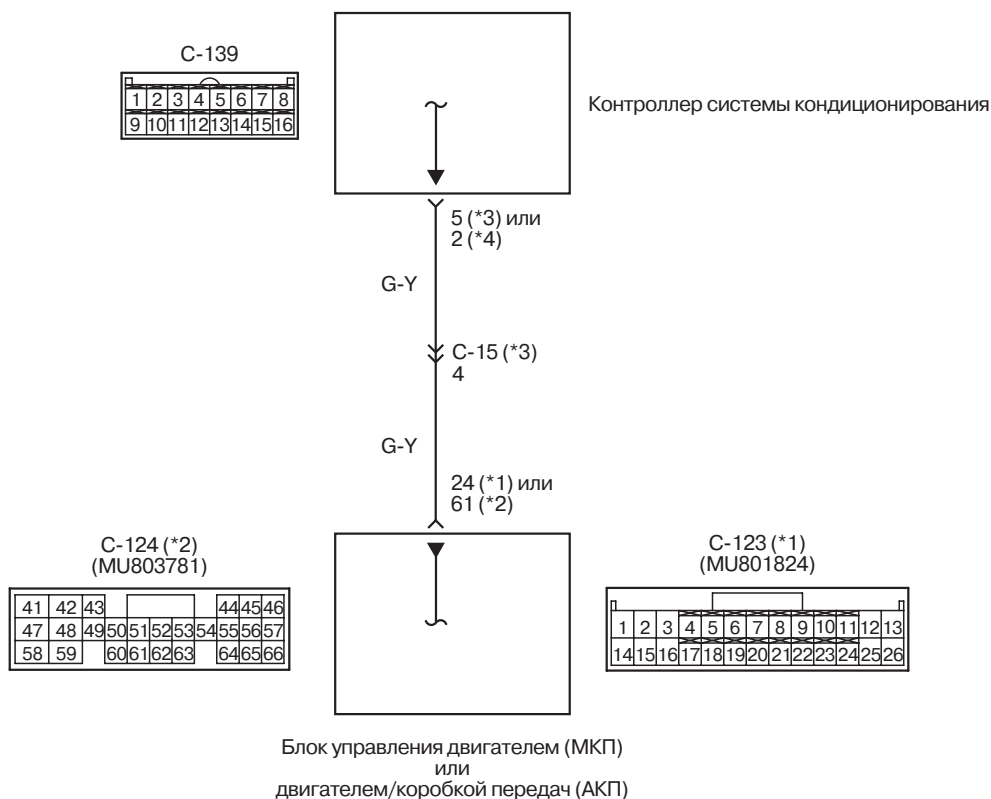 C-139
1 2 3 4 5 6 7 8
9 10 11 12 13 14 15 16
Контроллер системы кондиционирования
5 (*3) или
2 (*4)
G-Y
C-15 (*3)
4
G-Y
24 (*1) или
61 (*2)
C-124 (*2)
(MU803781)
41 42 43 44 45 46
47 48 49 50 51 52 53 54 55 56 57
58 59 60 61 62 63 64 65 66
C-123 (*1)
(MU801824)
1 2 3 4 5 6 7 8 9 10 11 12 13
14 15 16 17 18 19 20 21 22 23 24 25 26
Блок управления двигателем (МКП)
или
двигателем/коробкой передач (АКП)